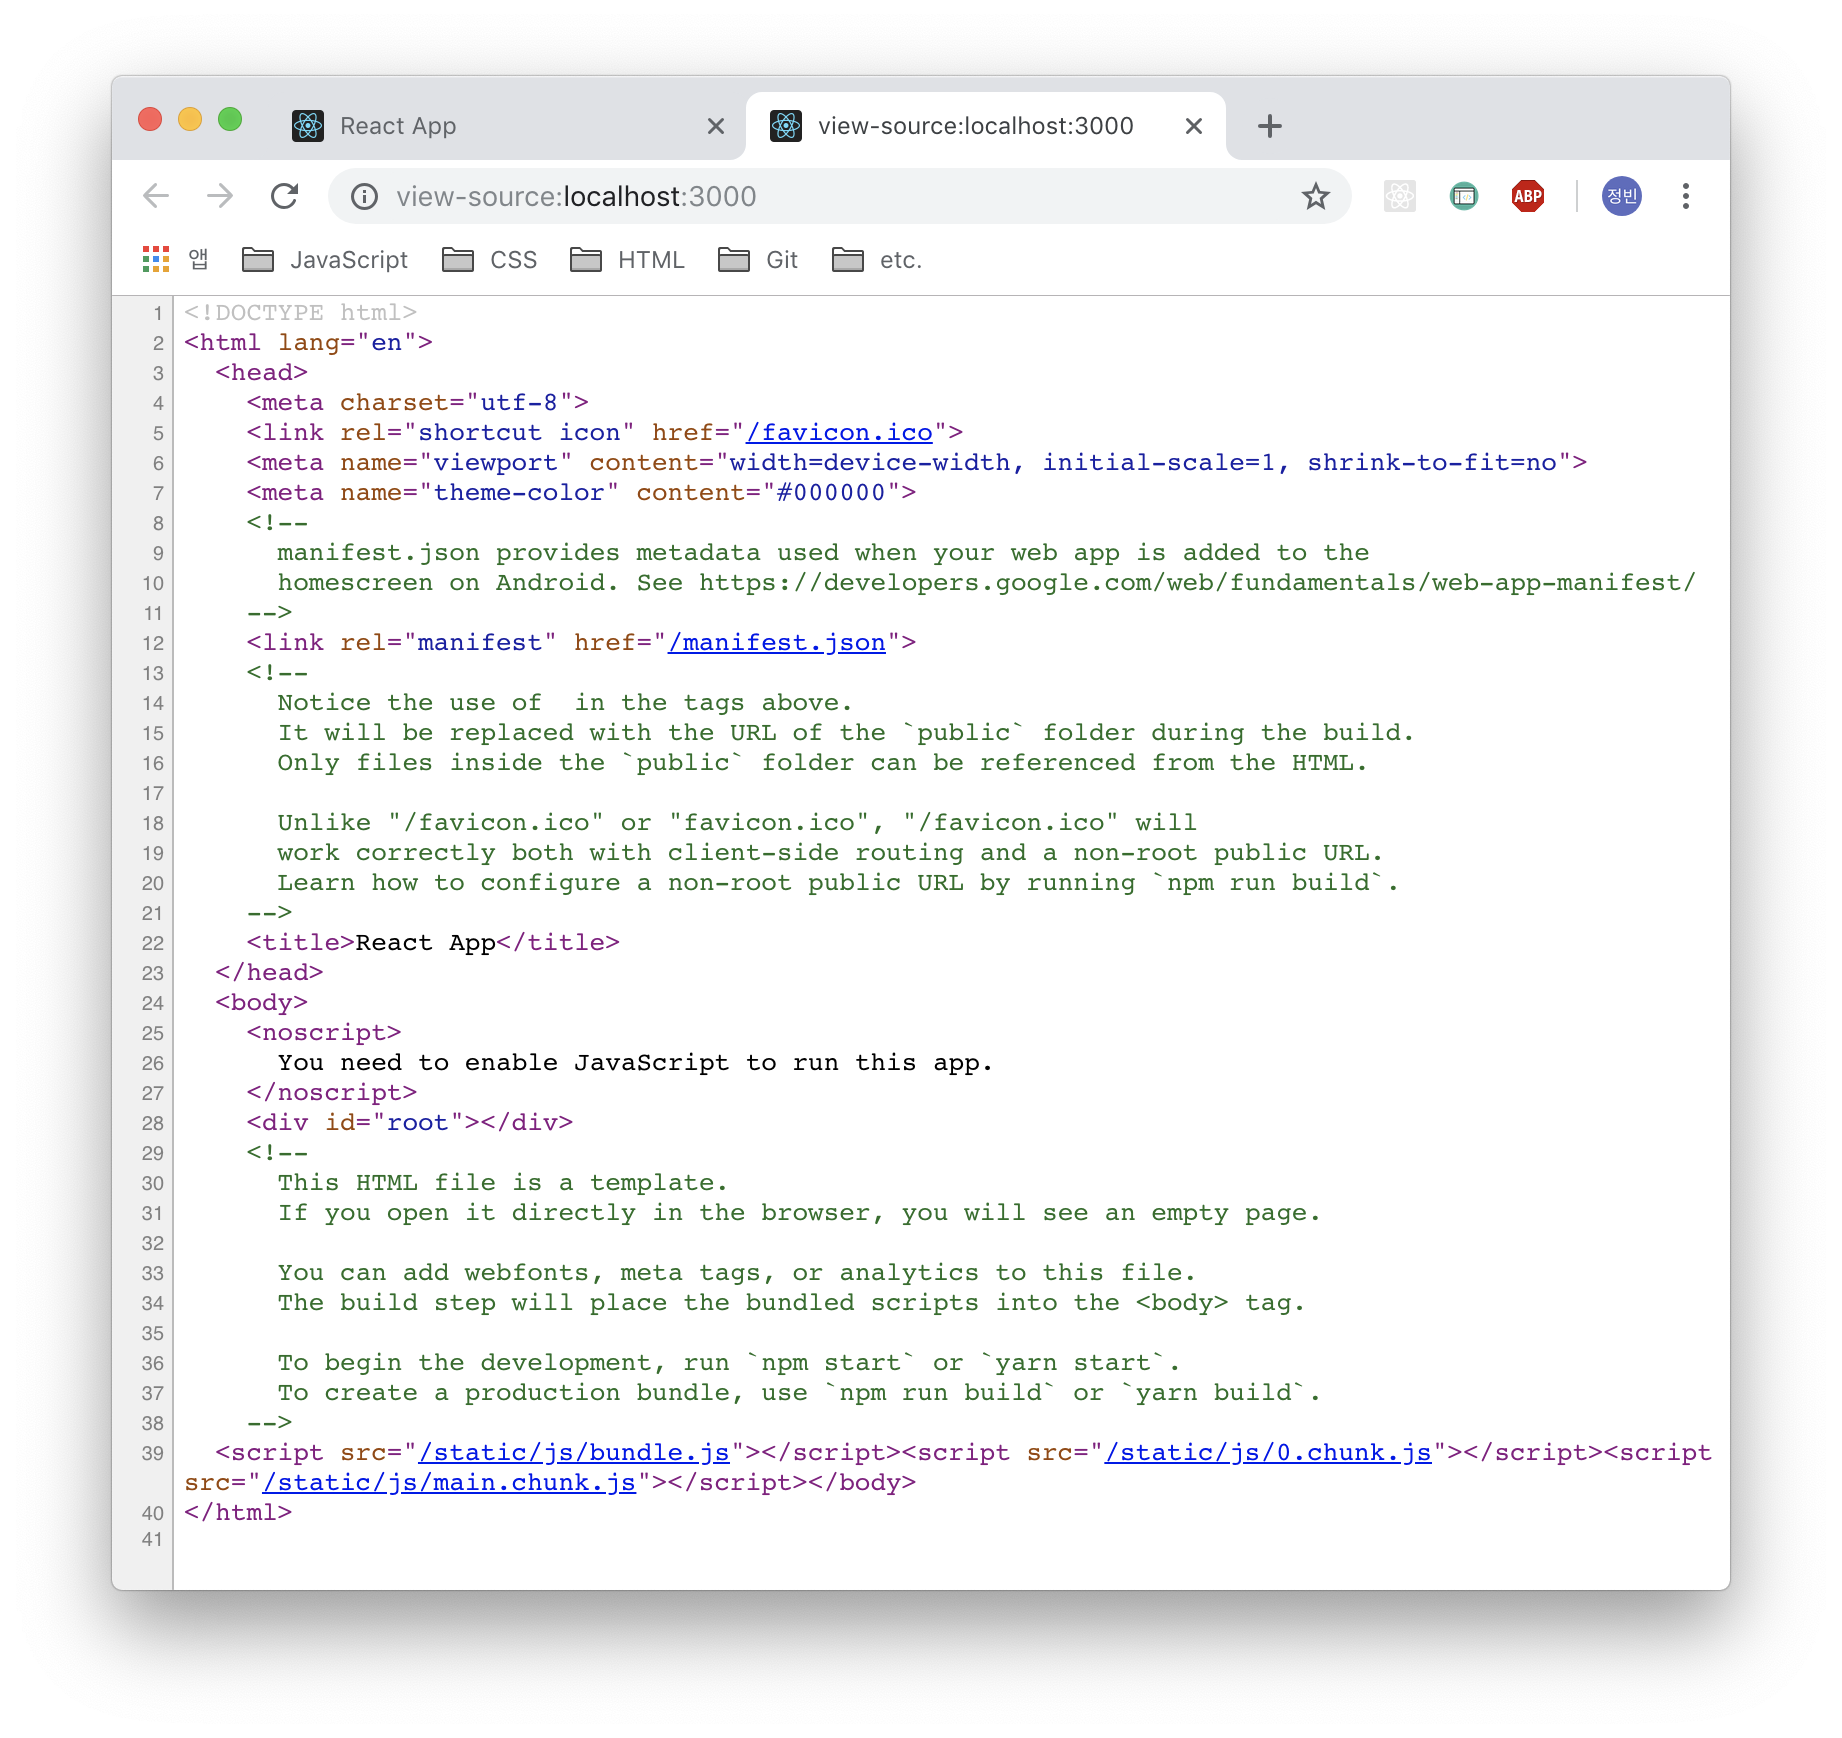 React App
view-source:localhost:3000
view-source:localhost:3000
ABP
정빈
앱 JavaScript CSS HTML Git etc.
1 <!DOCTYPE html>
2 <html lang="en">
3 <head>
4 <meta charset="utf-8">
5 <link rel="shortcut icon" href="/favicon.ico">
6 <meta name="viewport" content="width=device-width, initial-scale=1, shrink-to-fit=no">
7 <meta name="theme-color" content="#000000">
8 <!--
9 manifest.json provides metadata used when your web app is added to the
10 homescreen on Android. See https://developers.google.com/web/fundamentals/web-app-manifest/
11 -->
12 <link rel="manifest" href="/manifest.json">
13 <!--
14 Notice the use of  in the tags above.
15 It will be replaced with the URL of the `public` folder during the build.
16 Only files inside the `public` folder can be referenced from the HTML.
17
18 Unlike "/favicon.ico" or "favicon.ico", "/favicon.ico" will
19 work correctly both with client-side routing and a non-root public URL.
20 Learn how to configure a non-root public URL by running `npm run build`.
21 -->
22 <title>React App</title>
23 </head>
24 <body>
25 <noscript>
26 You need to enable JavaScript to run this app.
27 </noscript>
28 <div id="root"></div>
29 <!--
30 This HTML file is a template.
31 If you open it directly in the browser, you will see an empty page.
32
33 You can add webfonts, meta tags, or analytics to this file.
34 The build step will place the bundled scripts into the <body> tag.
35
36 To begin the development, run `npm start` or `yarn start`.
37 To create a production bundle, use `npm run build` or `yarn build`.
38 -->
39 <script src="/static/js/bundle.js"></script><script src="/static/js/0.chunk.js"></script><script
src="/static/js/main.chunk.js"></script></body>
40 </html>
41